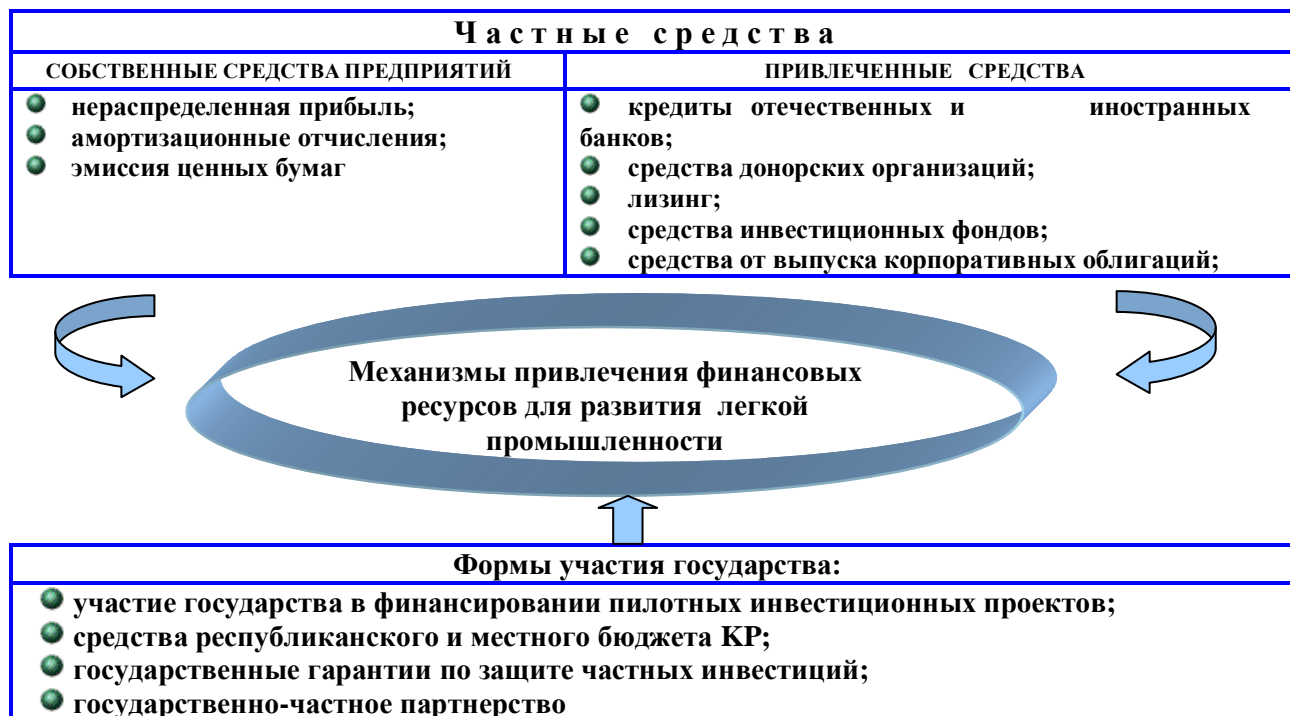 Частные средства
СОБСТВЕННЫЕ СРЕДСТВА ПРЕДПРИЯТИЙ
нераспределенная прибыль;
амортизационные отчисления;
эмиссия ценных бумаг
ПРИВЛЕЧЕННЫЕ СРЕДСТВА
кредиты отечественных и иностранных
банков;
средства донорских организаций;
лизинг;
средства инвестиционных фондов;
средства от выпуска корпоративных облигаций;
Механизмы привлечения финансовых
ресурсов для развития легкой
промышленности
Формы участия государства:
участие государства в финансировании пилотных инвестиционных проектов;
средства республиканского и местного бюджета КР;
государственные гарантии по защите частных инвестиций;
государственно-частное партнерство